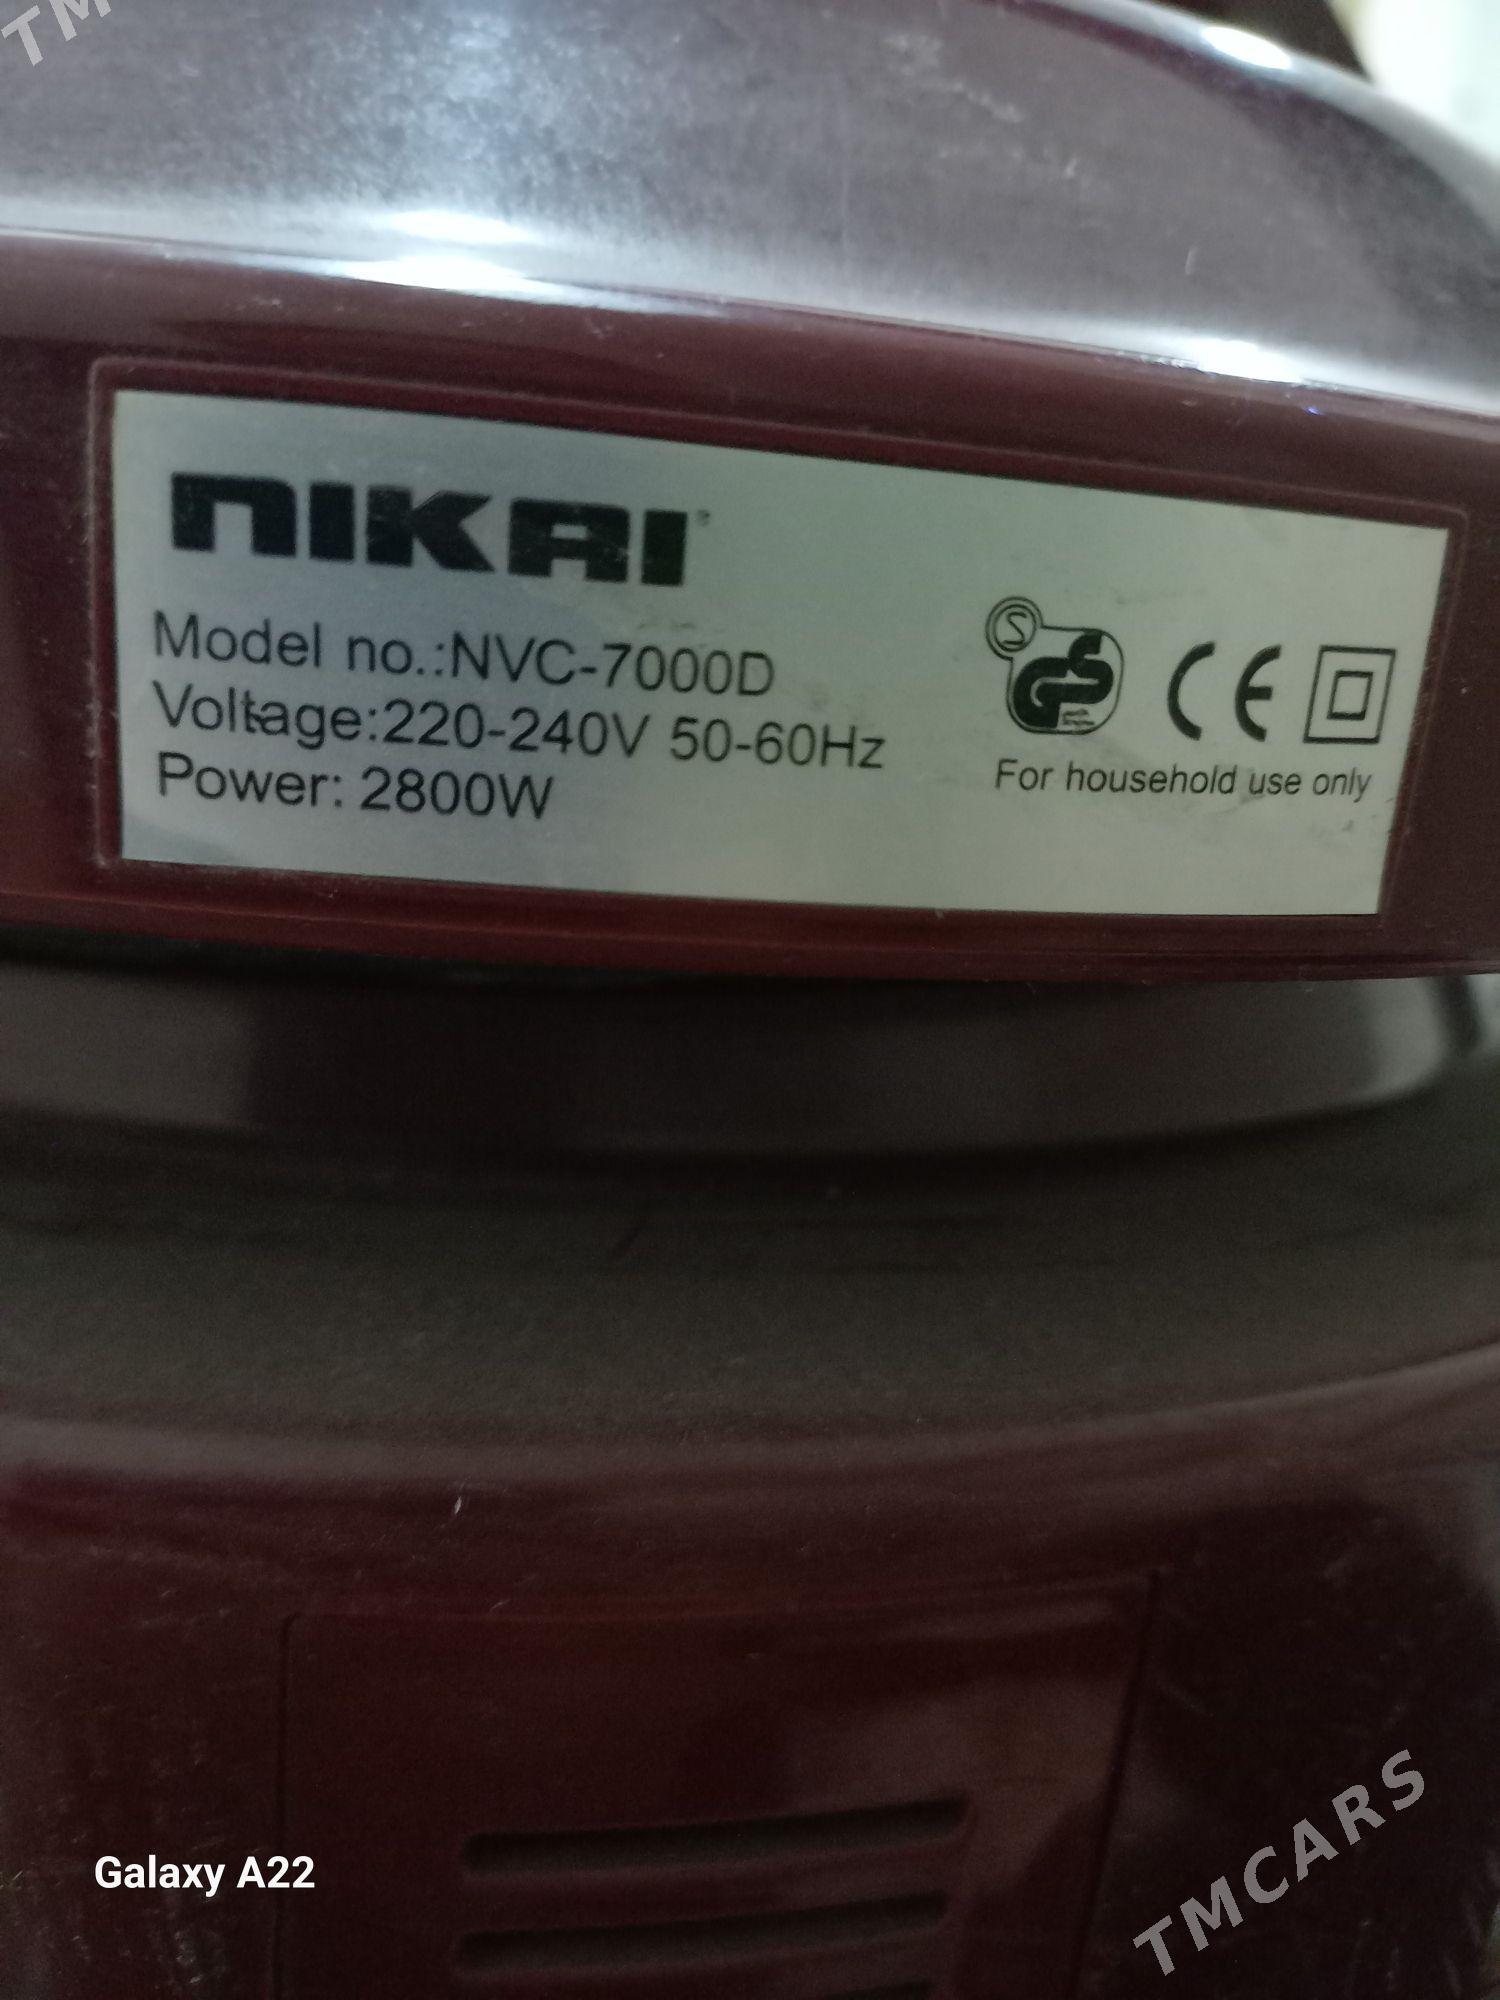 TM
NIKAI
Model no.:NVC-7000D
Voltage:220-240V 50-60Hz
Power: 2800W
S
GS
CE
For household use only
Galaxy A22
TMCARS